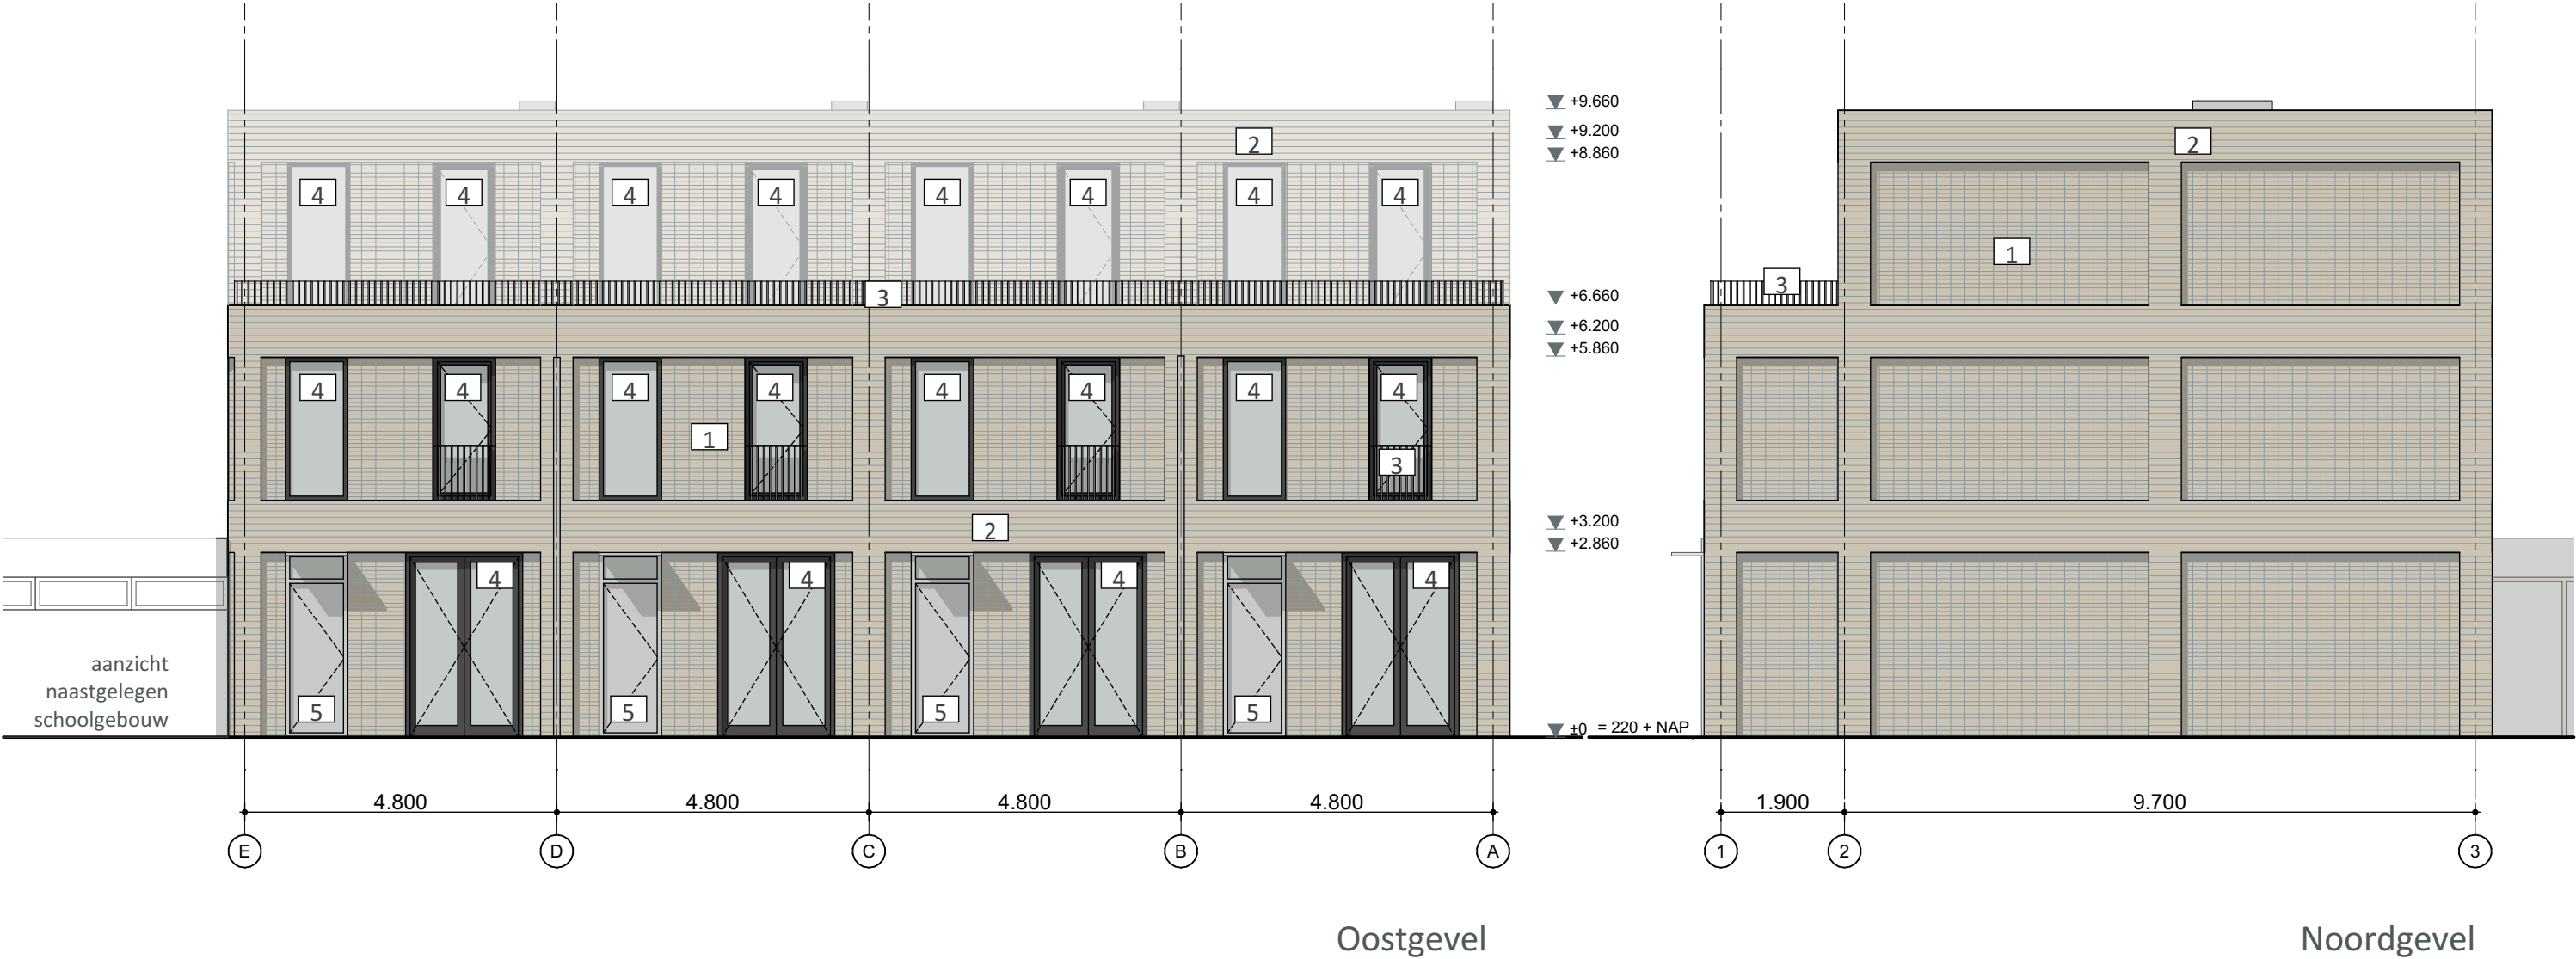 +9.660
2 +9.200 2
+8.860
4 4 4 4 4 4 4 4
1
3 +6.660 3
+6.200
+5.860
4 4 4 4 4 4 4 4
1
3
2 +3.200
+2.860
4 4 4 4
aanzicht
naastgelegen
schoolgebouw
5 5 5 5
±0 = 220 + NAP
4.800 4.800 4.800 4.800 1.900 9.700
E D C B A 1 2 3
Oostgevel Noordgevel